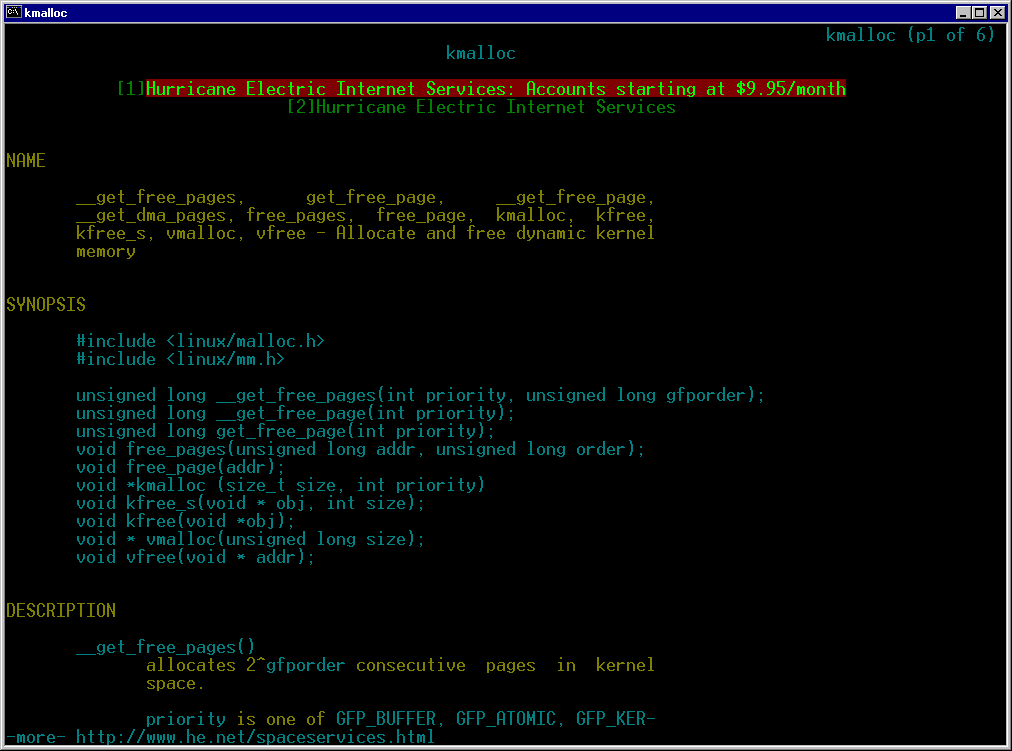 kmalloc
kmalloc (p1 of 6)
kmalloc
[1]Hurricane Electric Internet Services: Accounts starting at $9.95/month
[2]Hurricane Electric Internet Services
NAME
__get_free_pages, get_free_page, __get_free_page,
__get_dma_pages, free_pages, free_page, kmalloc, kfree,
kfree_s, vmalloc, vfree - Allocate and free dynamic kernel
memory
SYNOPSIS
#include <linux/malloc.h>
#include <linux/mm.h>
unsigned long __get_free_pages(int priority, unsigned long gfporder);
unsigned long __get_free_page(int priority);
unsigned long get_free_page(int priority);
void free_pages(unsigned long addr, unsigned long order);
void free_page(addr);
void *kmalloc (size_t size, int priority)
void kfree_s(void * obj, int size);
void kfree(void *obj);
void * vmalloc(unsigned long size);
void vfree(void * addr);
DESCRIPTION
__get_free_pages()
allocates 2^gfporder consecutive pages in kernel
space.
priority is one of GFP_BUFFER, GFP_ATOMIC, GFP_KER-
-more- http://www.he.net/spaceservices.html